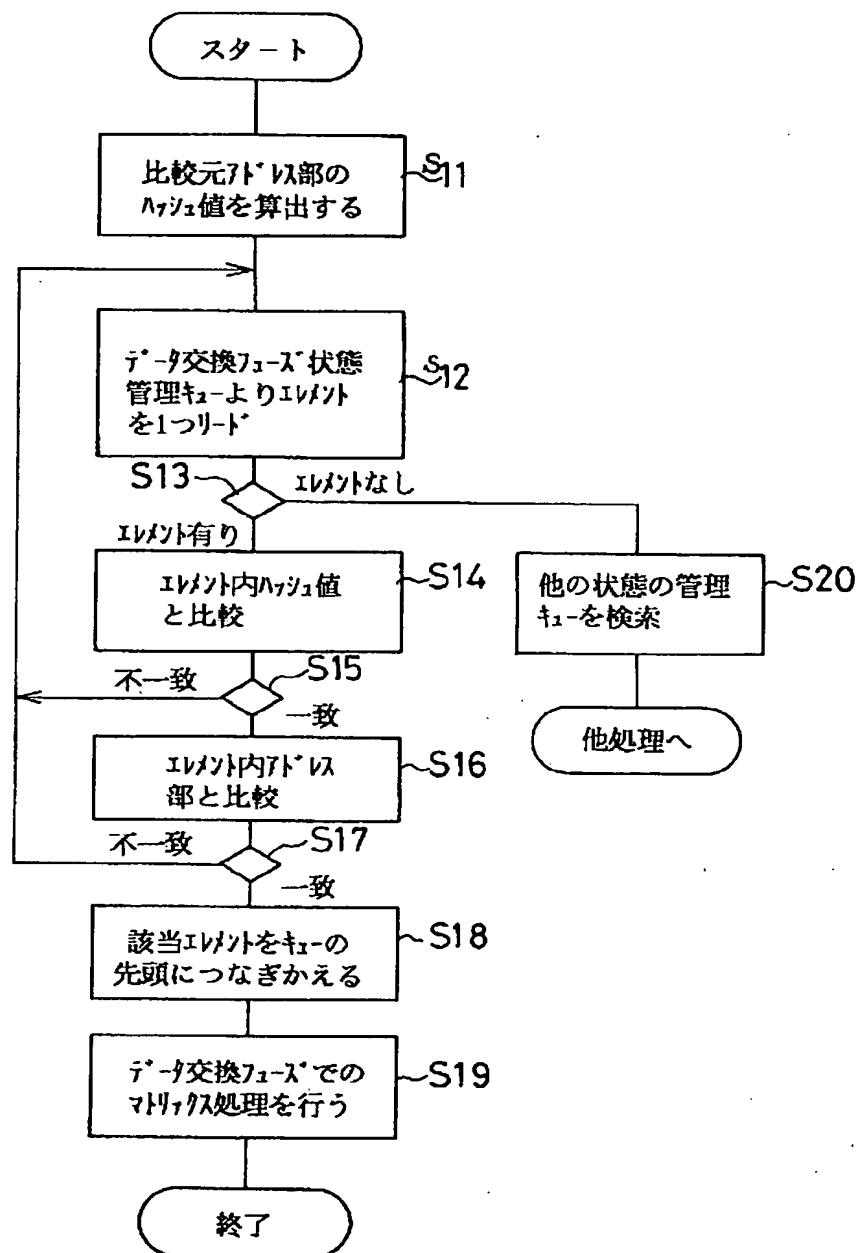 スタート
比較元ｱﾄﾞﾚｽ部の
ﾊｯｼｭ値を算出する
S11
ﾃﾞｰﾀ交換ﾌｭｰｽﾞ状態
管理ｷｭｰよりｴﾚﾒﾝﾄ
を1つﾘｰﾄﾞ
S12
S13
ｴﾚﾒﾝﾄなし
ｴﾚﾒﾝﾄ有り
ｴﾚﾒﾝﾄ内ﾊｯｼｭ値
と比較
S14
他の状態の管理
ｷｭｰを検索
S20
不一致
S15
一致
他処理へ
ｴﾚﾒﾝﾄ内ｱﾄﾞﾚｽ
部と比較
S16
不一致
S17
一致
該当ｴﾚﾒﾝﾄをｷｭｰの
先頭につなぎかえる
S18
ﾃﾞｰﾀ交換ﾌｭｰｽﾞでの
ﾏﾄﾘｯｸｽ処理を行う
S19
終了